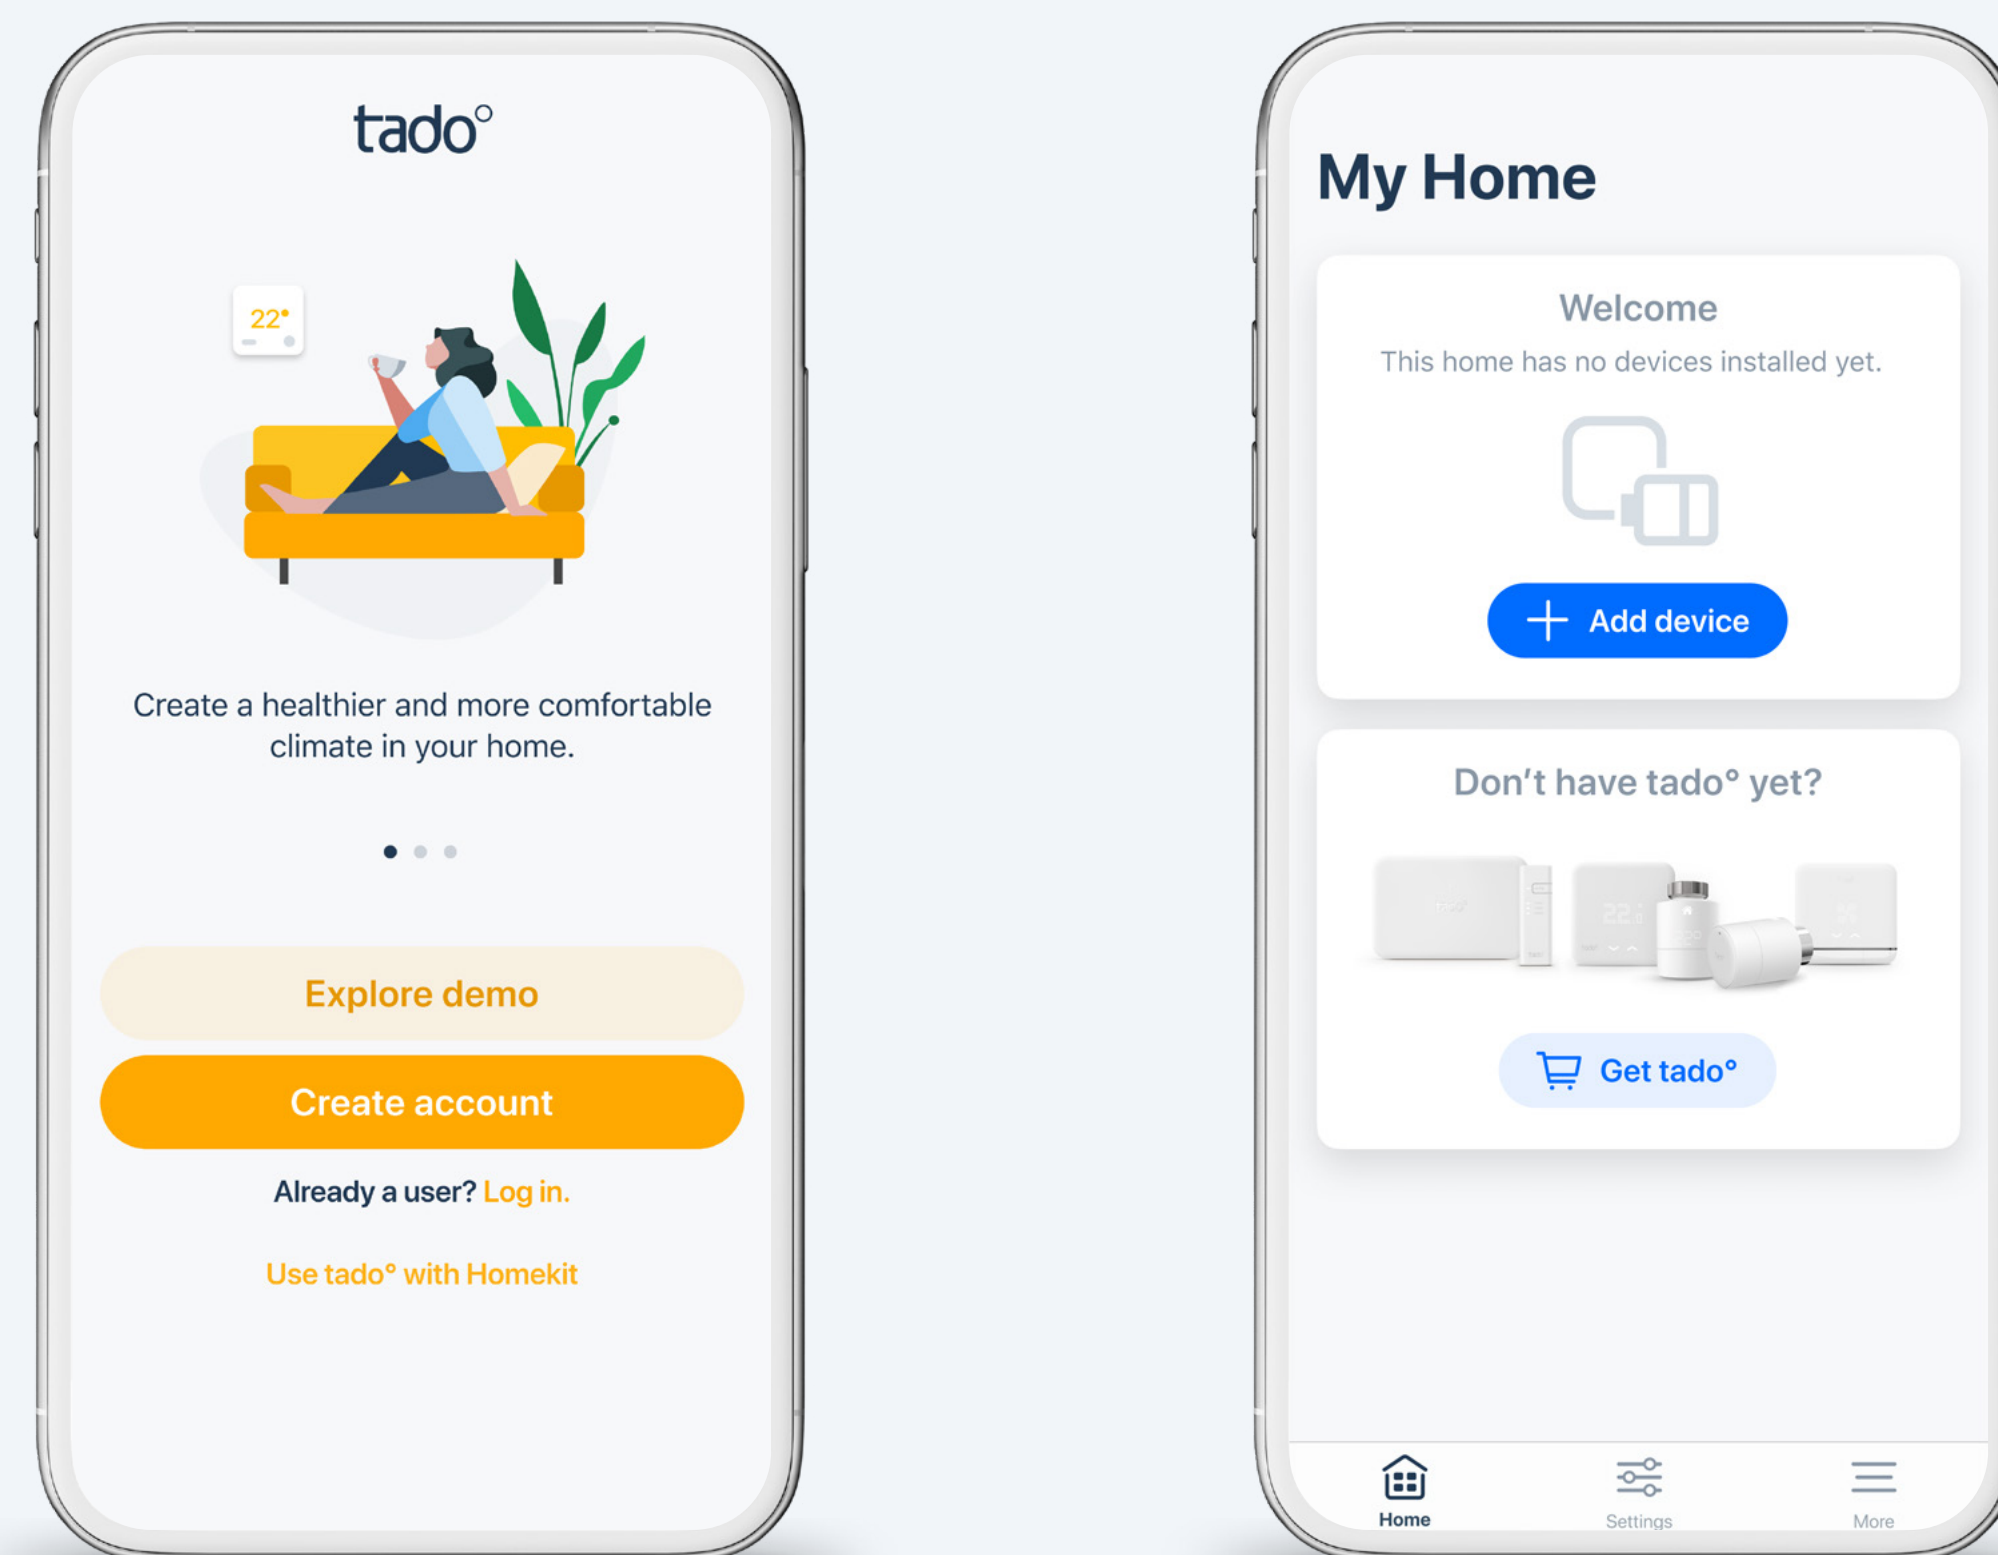 tado°
22°
Create a healthier and more comfortable
climate in your home.
Explore demo
Create account
Already a user? Log in.
Use tado° with Homekit
My Home
Welcome
This home has no devices installed yet.
Add device
Don't have tado° yet?
Get tado°
Home
Settings
More